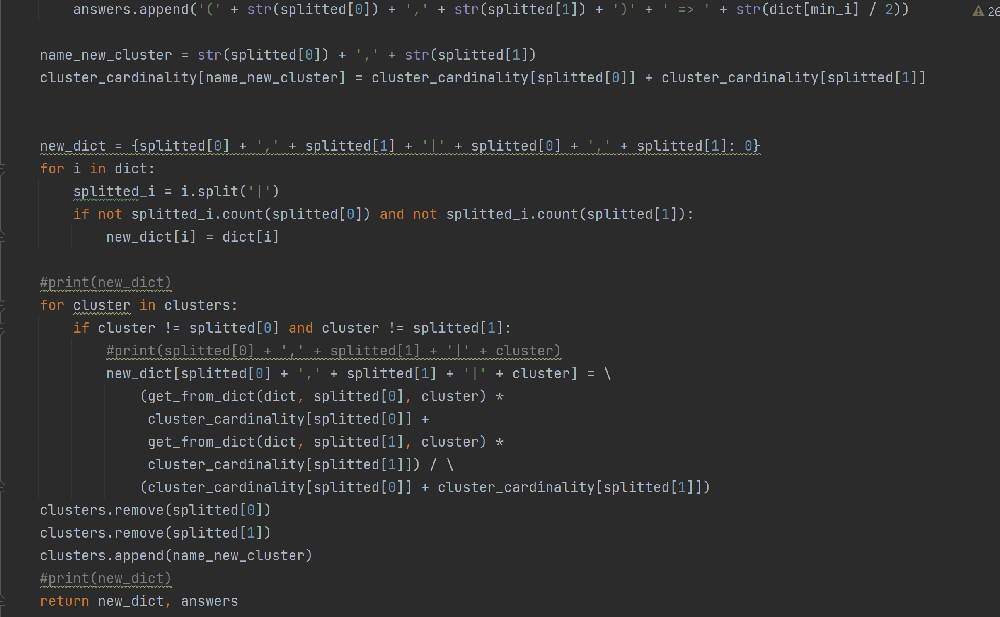 answers.append('(' + str(splitted[0]) + ',' + str(splitted[1]) + ')' + ' => ' + str(dict[min_i] / 2))
26
name_new_cluster = str(splitted[0]) + ',' + str(splitted[1])
cluster_cardinality[name_new_cluster] = cluster_cardinality[splitted[0]] + cluster_cardinality[splitted[1]]
new_dict = {splitted[0] + ',' + splitted[1] + '|' + splitted[0] + ',' + splitted[1]: 0}
for i in dict:
splitted_i = i.split('|')
if not splitted_i.count(splitted[0]) and not splitted_i.count(splitted[1]):
new_dict[i] = dict[i]
#print(new_dict)
for cluster in clusters:
if cluster != splitted[0] and cluster != splitted[1]:
#print(splitted[0] + ',' + splitted[1] + '|' + cluster)
new_dict[splitted[0] + ',' + splitted[1] + '|' + cluster] = \
(get_from_dict(dict, splitted[0], cluster) *
cluster_cardinality[splitted[0]] +
get_from_dict(dict, splitted[1], cluster) *
cluster_cardinality[splitted[1]]) / \
(cluster_cardinality[splitted[0]] + cluster_cardinality[splitted[1]])
clusters.remove(splitted[0])
clusters.remove(splitted[1])
clusters.append(name_new_cluster)
#print(new_dict)
return new_dict, answers